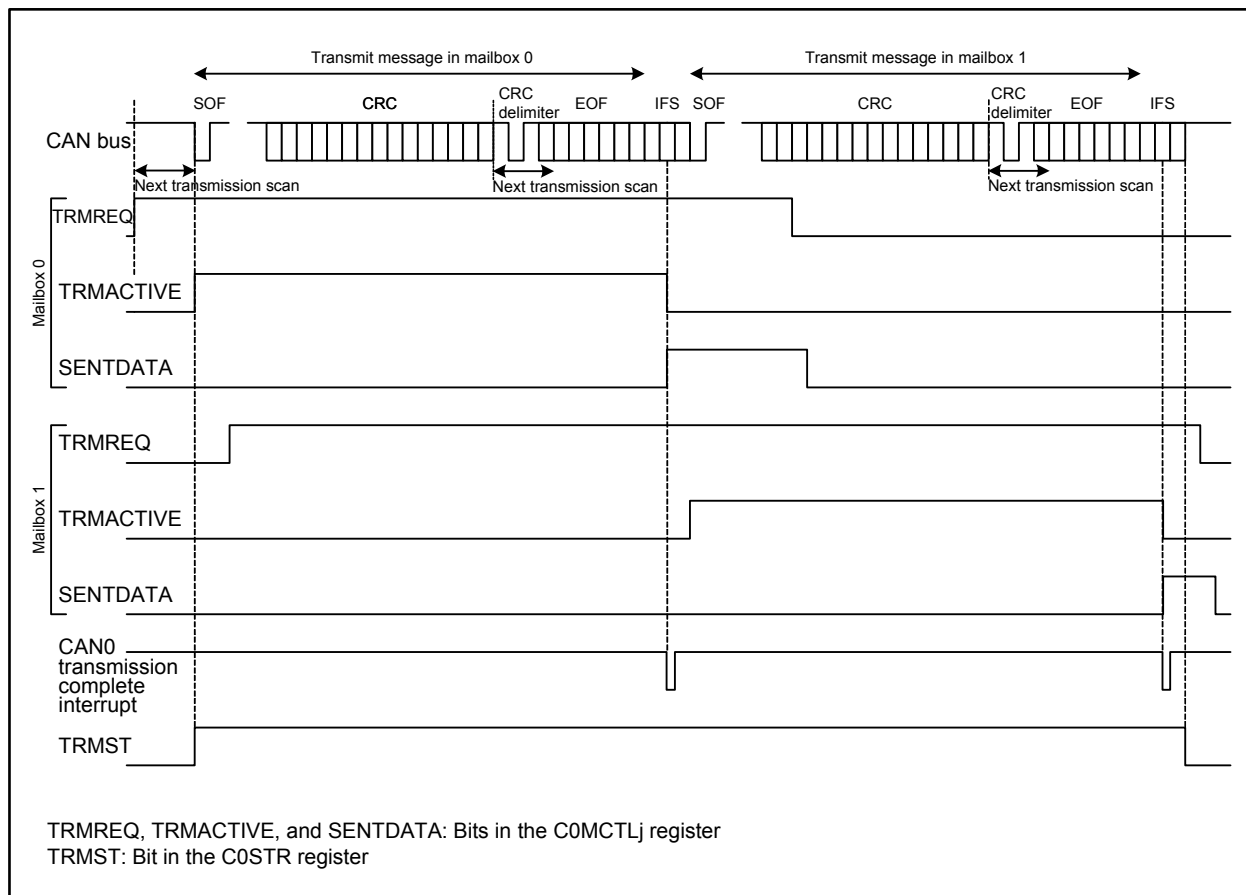 Transmit message in mailbox 0
Transmit message in mailbox 1
SOF
CRC
CRC
delimiter
EOF
IFS
SOF
CRC
CRC
delimiter
EOF
IFS
CAN bus
Next transmission scan
Next transmission scan
Next transmission scan
Mailbox 0
TRMREQ
TRMACTIVE
SENTDATA
Mailbox 1
TRMREQ
TRMACTIVE
SENTDATA
CAN0
transmission
complete
interrupt
TRMST
TRMREQ, TRMACTIVE, and SENTDATA: Bits in the C0MCTLj register
TRMST: Bit in the C0STR register